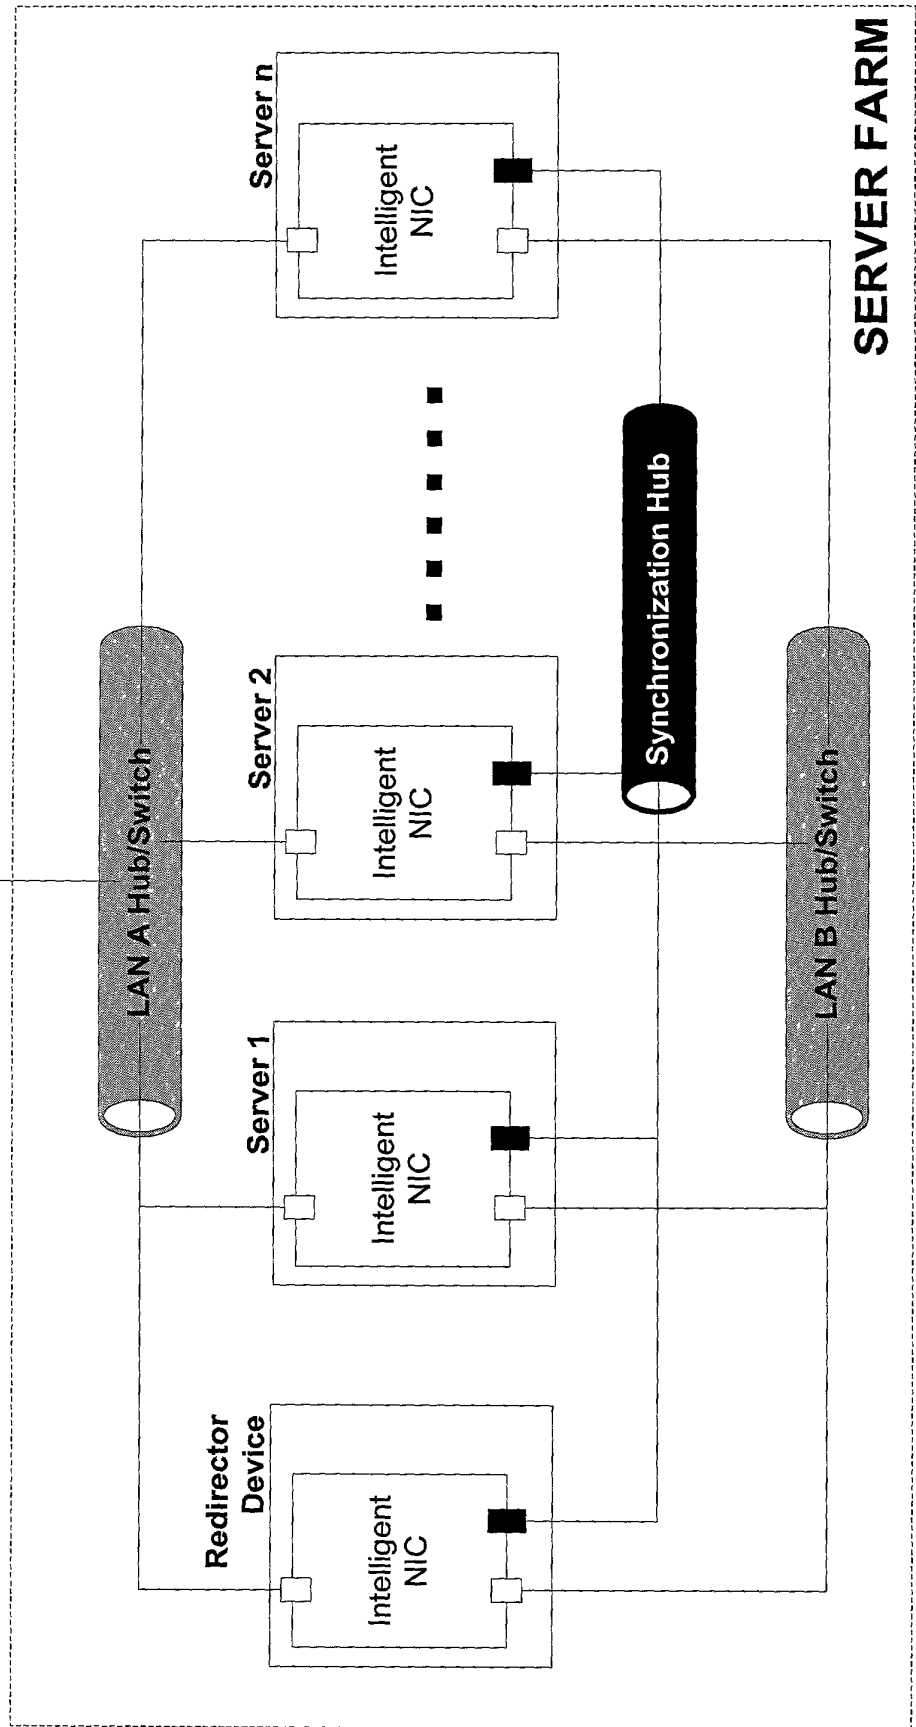 LAN A Hub/Switch
Redirector
Device
Server 1
Server 2
Server n
Intelligent
NIC
Intelligent
NIC
Intelligent
NIC
Intelligent
NIC
Synchronization Hub
LAN B Hub/Switch
SERVER FARM